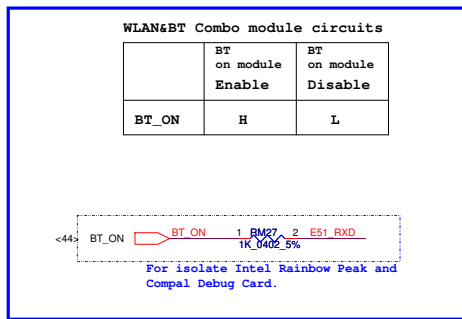 WLAN&BT Combo module circuits
BT on module Enable
BT on module Disable
BT_ON H L
<44> BT_ON BT_ON 1 RM27 2 E51_RXD
1K_0402_5%
For isolate Intel Rainbow Peak and
Compal Debug Card.